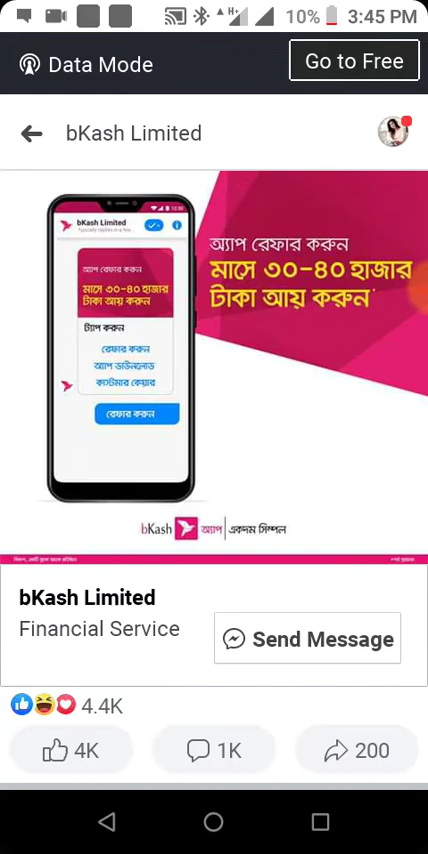 H+
10%
3:45 PM
Data Mode
Go to Free
bKash Limited
bKash Limited
অ্যাপ রেফার করুন
মাসে ৩০-৪০ হাজার
টাকা আয় করুন
ট্যাপ করুন
রেফার করুন
অ্যাপ ডাউনলোড
কাস্টমার কেয়ার
রেফার করুন
অ্যাপ রেফার করুন
মাসে ৩০-৪০ হাজার
টাকা আয় করুন*
bKash অ্যাপ একদম সিম্পল
bKash Limited
Financial Service
Send Message
4.4K
4K
1K
200